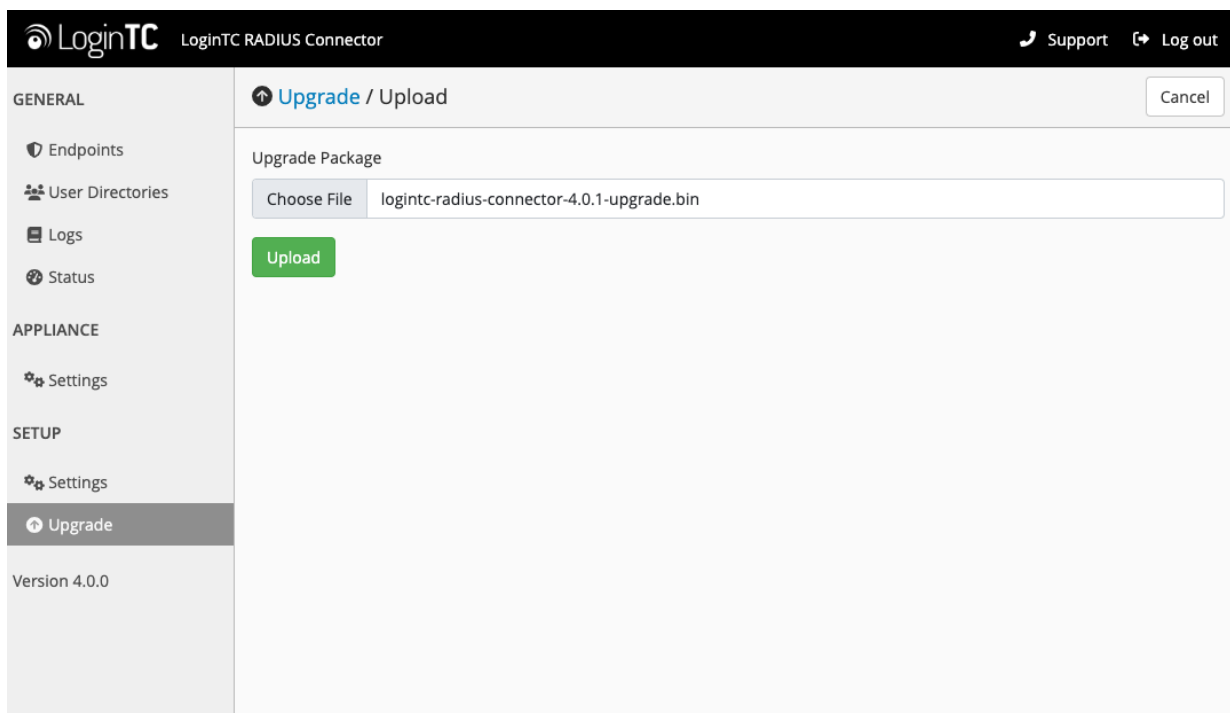 LoginTC LoginTC RADIUS Connector Support Log out
GENERAL
Endpoints
User Directories
Logs
Status
APPLIANCE
Settings
SETUP
Settings
Upgrade
Version 4.0.0
Upgrade / Upload Cancel
Upgrade Package
Choose File logintc-radius-connector-4.0.1-upgrade.bin
Upload